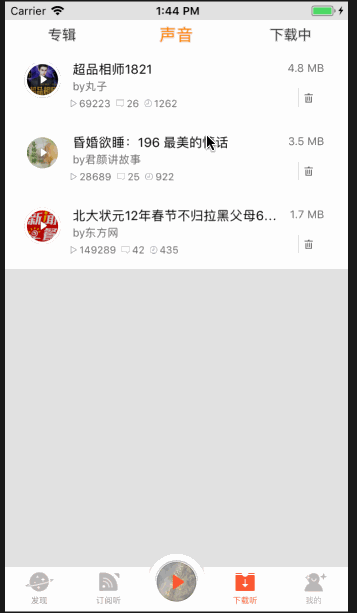 Carrier 1:44 PM
专辑 声音 下载中
超品相师1821 4.8 MB
by丸子
69223 26 1262
昏婚欲睡：196 最美的情话 3.5 MB
by君颜讲故事
28689 25 922
北大状元12年春节不归拉黑父母6... 1.7 MB
by东方网
149289 42 435
发现 订阅听 下载听 我的